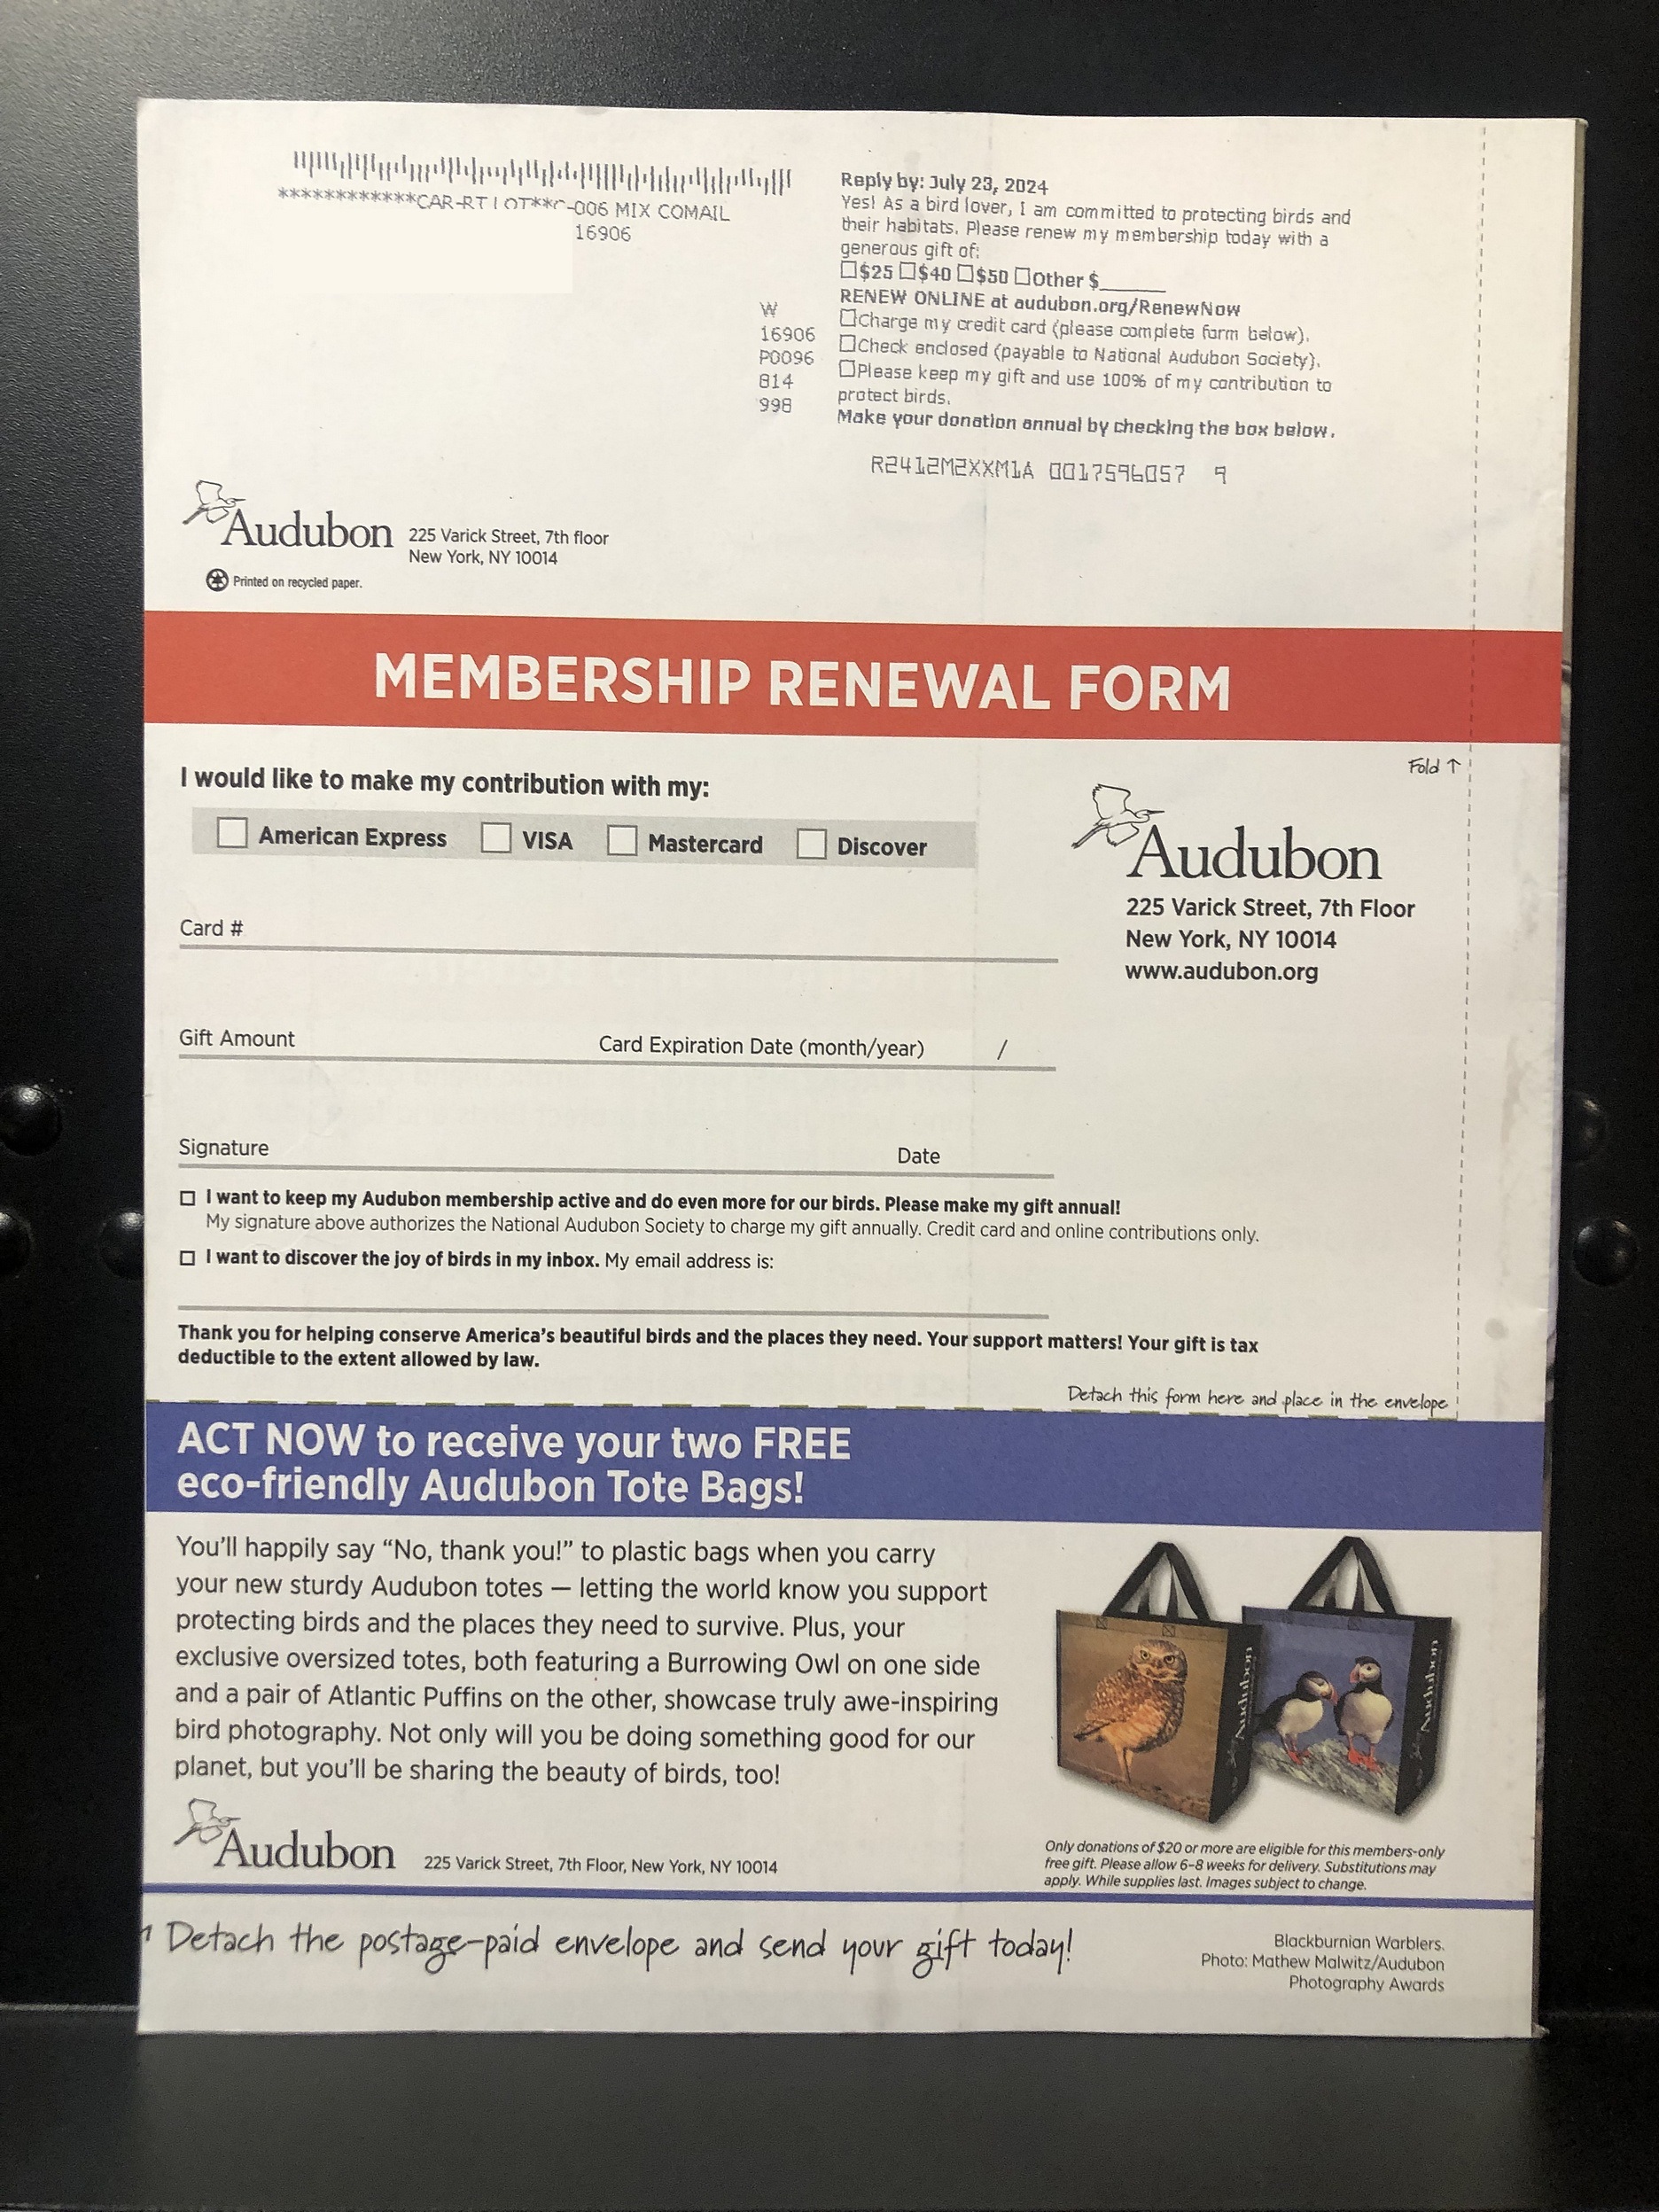 ************CAR-RT LOT**C-006 MIX COMAIL
16906
W
16906
P0096
814
998
Reply by: July 23, 2024
Yes! As a bird lover, I am committed to protecting birds and
their habitats. Please renew my membership today with a
generous gift of:
☐$25 ☐$40 ☐$50 ☐Other $______
RENEW ONLINE at audubon.org/RenewNow
☐Charge my credit card (please complete form below).
☐Check enclosed (payable to National Audubon Society).
☐Please keep my gift and use 100% of my contribution to
protect birds.
Make your donation annual by checking the box below.
R2412M2XXM1A 0017596057 9
Audubon 225 Varick Street, 7th floor
New York, NY 10014
Printed on recycled paper.
MEMBERSHIP RENEWAL FORM
Fold ↑
I would like to make my contribution with my:
☐ American Express ☐ VISA ☐ Mastercard ☐ Discover
Audubon
225 Varick Street, 7th Floor
New York, NY 10014
www.audubon.org
Card #
Gift Amount Card Expiration Date (month/year) /
Signature Date
☐ I want to keep my Audubon membership active and do even more for our birds. Please make my gift annual!
My signature above authorizes the National Audubon Society to charge my gift annually. Credit card and online contributions only.
☐ I want to discover the joy of birds in my inbox. My email address is:
Thank you for helping conserve America's beautiful birds and the places they need. Your support matters! Your gift is tax
deductible to the extent allowed by law.
Detach this form here and place in the envelope
ACT NOW to receive your two FREE
eco-friendly Audubon Tote Bags!
You'll happily say “No, thank you!” to plastic bags when you carry
your new sturdy Audubon totes — letting the world know you support
protecting birds and the places they need to survive. Plus, your
exclusive oversized totes, both featuring a Burrowing Owl on one side
and a pair of Atlantic Puffins on the other, showcase truly awe-inspiring
bird photography. Not only will you be doing something good for our
planet, but you'll be sharing the beauty of birds, too!
Audubon
Audubon
Audubon 225 Varick Street, 7th Floor, New York, NY 10014
Only donations of $20 or more are eligible for this members-only
free gift. Please allow 6–8 weeks for delivery. Substitutions may
apply. While supplies last. Images subject to change.
Detach the postage-paid envelope and send your gift today!
Blackburnian Warblers.
Photo: Mathew Malwitz/Audubon
Photography Awards